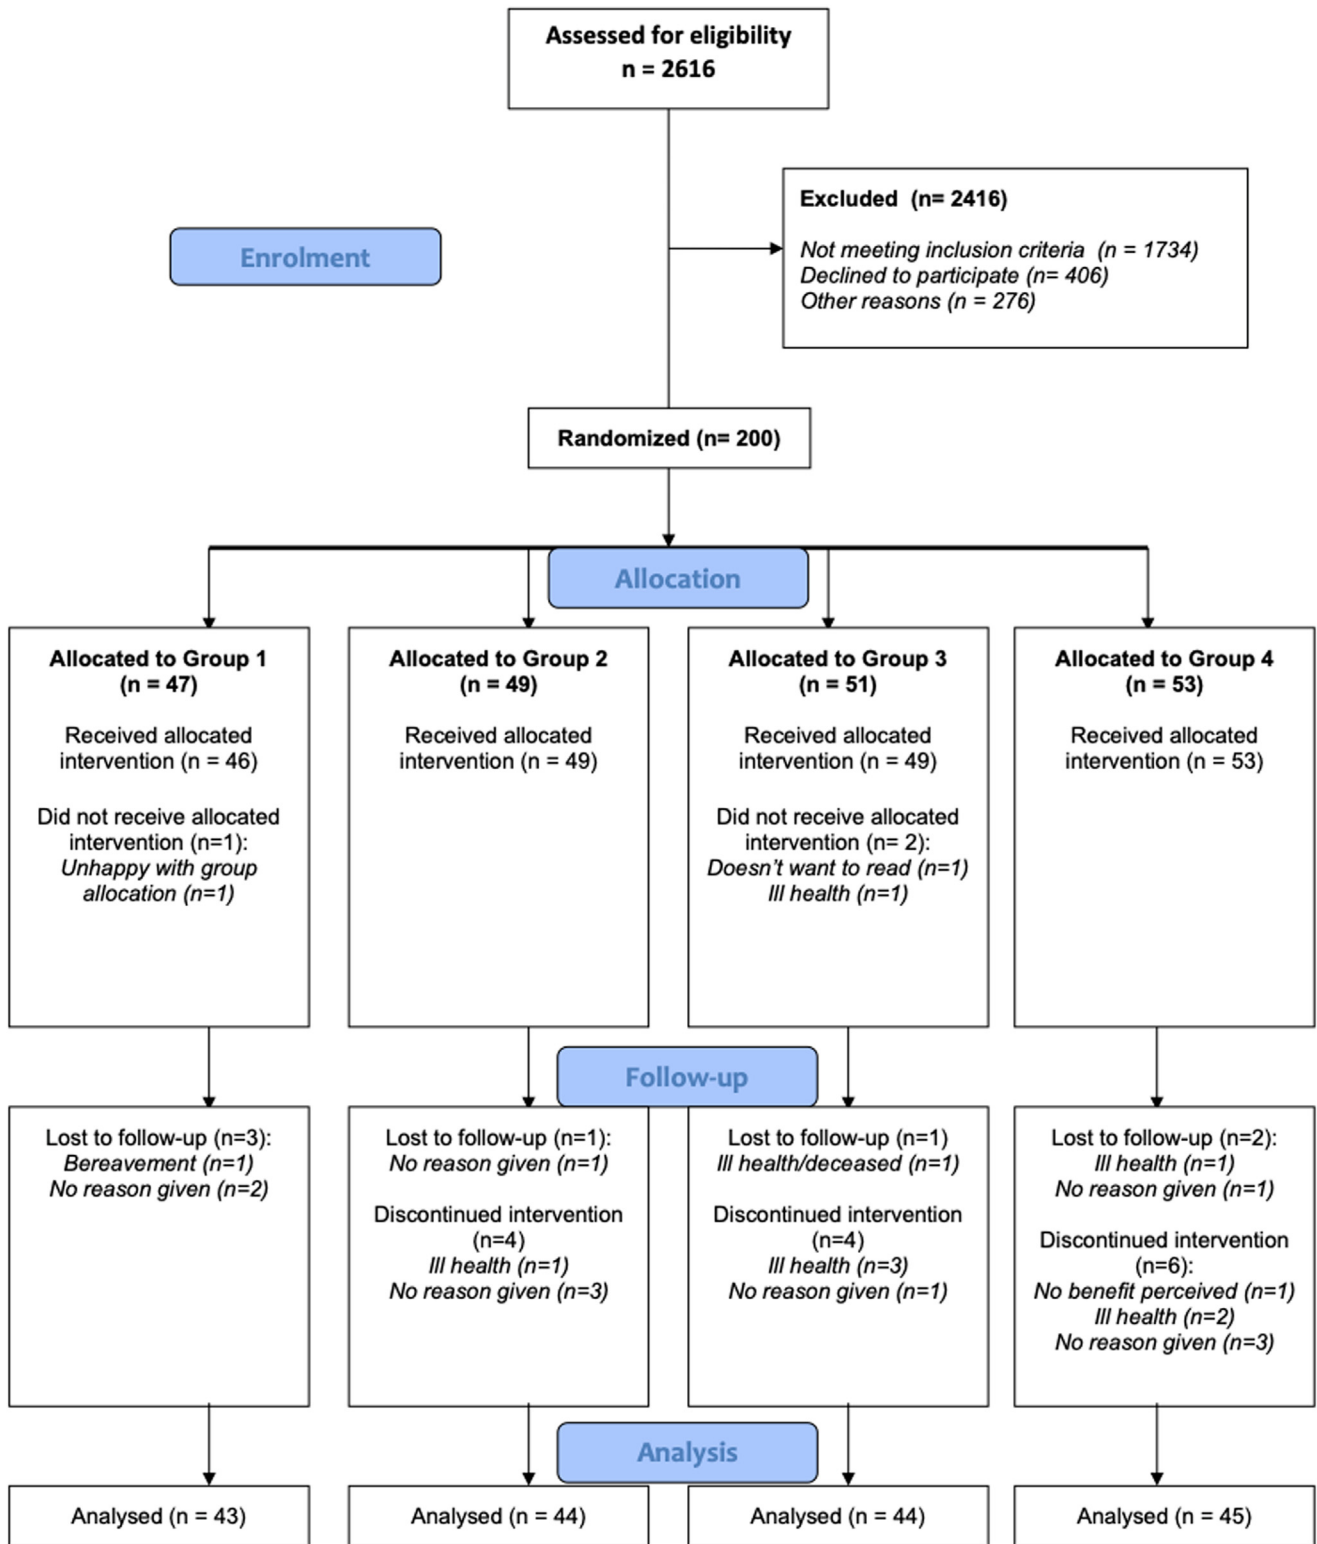 Assessed for eligibility
n = 2616
Excluded  (n= 2416)
Not meeting inclusion criteria  (n = 1734)
Declined to participate (n= 406)
Other reasons (n = 276)
Enrolment
Randomized (n= 200)
Allocation
Allocated to Group 1
(n = 47)
Received allocated
intervention (n = 46)
Did not receive allocated
intervention (n=1):
Unhappy with group
allocation (n=1)
Allocated to Group 2
(n = 49)
Received allocated
intervention (n = 49)
Allocated to Group 3
(n = 51)
Received allocated
intervention (n = 49)
Did not receive allocated
intervention (n= 2):
Doesn't want to read (n=1)
Ill health (n=1)
Allocated to Group 4
(n = 53)
Received allocated
intervention (n = 53)
Follow-up
Lost to follow-up (n=3):
Bereavement (n=1)
No reason given (n=2)
Lost to follow-up (n=1):
No reason given (n=1)
Discontinued intervention
(n=4)
Ill health (n=1)
No reason given (n=3)
Lost to follow-up (n=1)
Ill health/deceased (n=1)
Discontinued intervention
(n=4)
Ill health (n=3)
No reason given (n=1)
Lost to follow-up (n=2):
Ill health (n=1)
No reason given (n=1)
Discontinued intervention
(n=6):
No benefit perceived (n=1)
Ill health (n=2)
No reason given (n=3)
Analysis
Analysed (n = 43)
Analysed (n = 44)
Analysed (n = 44)
Analysed (n = 45)